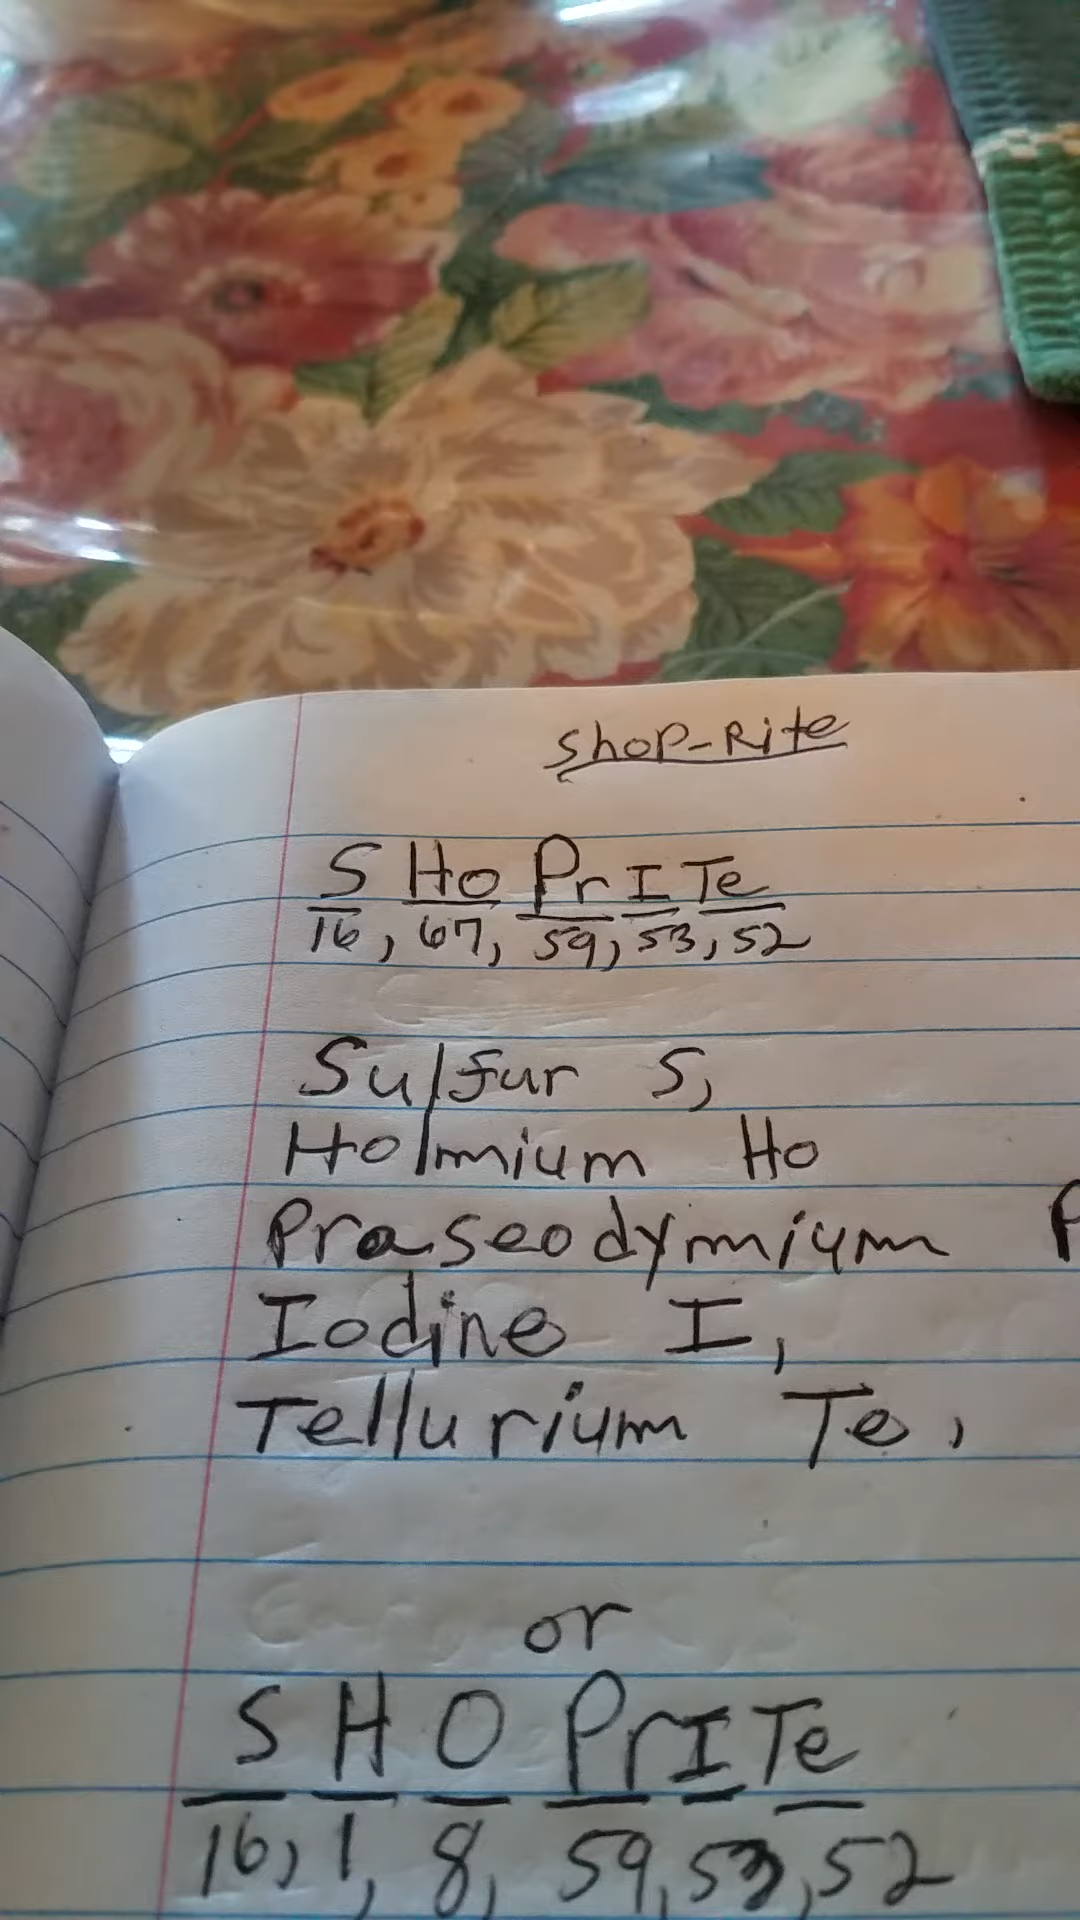 Shop-Rite
S Ho Pr I Te
16, 67, 59, 53, 52
Sulfur S,
Holmium Ho
Praseodymium P
Iodine I,
Tellurium Te,
or
S H O Pr I Te
16, 1, 8, 59, 53, 52